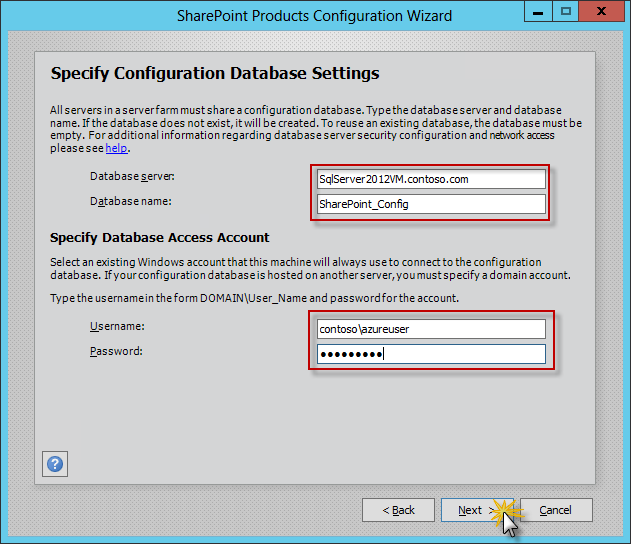 SharePoint Products Configuration Wizard
Specify Configuration Database Settings
All servers in a server farm must share a configuration database. Type the database server and database
name. If the database does not exist, it will be created. To reuse an existing database, the database must be
empty. For additional information regarding database server security configuration and network access
please see help.
Database server:
SqlServer2012VM.contoso.com
Database name:
SharePoint_Config
Specify Database Access Account
Select an existing Windows account that this machine will always use to connect to the configuration
database. If your configuration database is hosted on another server, you must specify a domain account.
Type the username in the form DOMAIN\User_Name and password for the account.
Username:
contoso\azureuser
Password:
•••••••••
?
< Back
Next >
Cancel